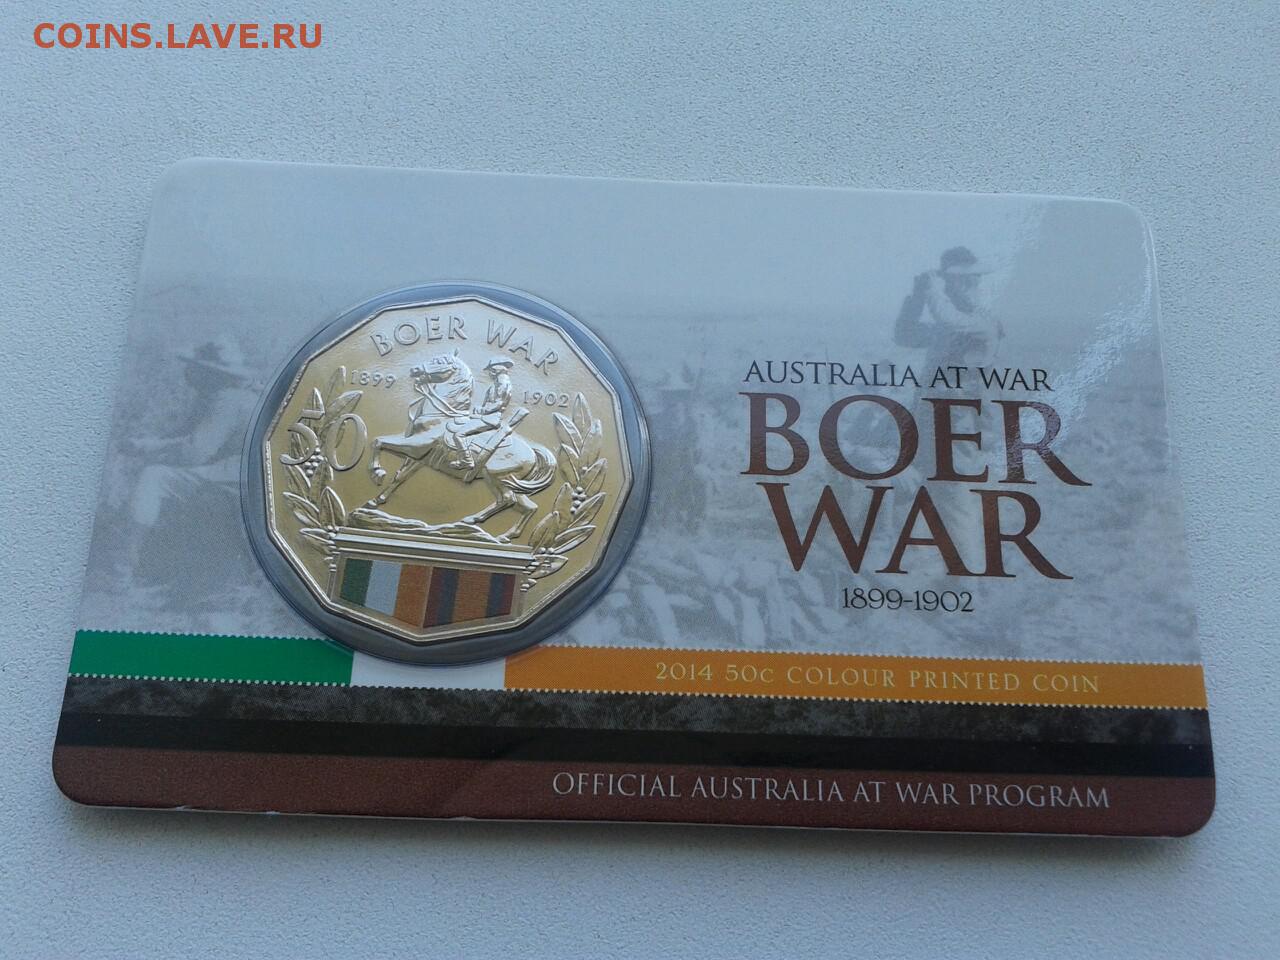 COINS.LAVE.RU
BOER WAR
1899
1902
50
AUSTRALIA AT WAR
BOER
WAR
1899-1902
2014 50c COLOUR PRINTED COIN
OFFICIAL AUSTRALIA AT WAR PROGRAM